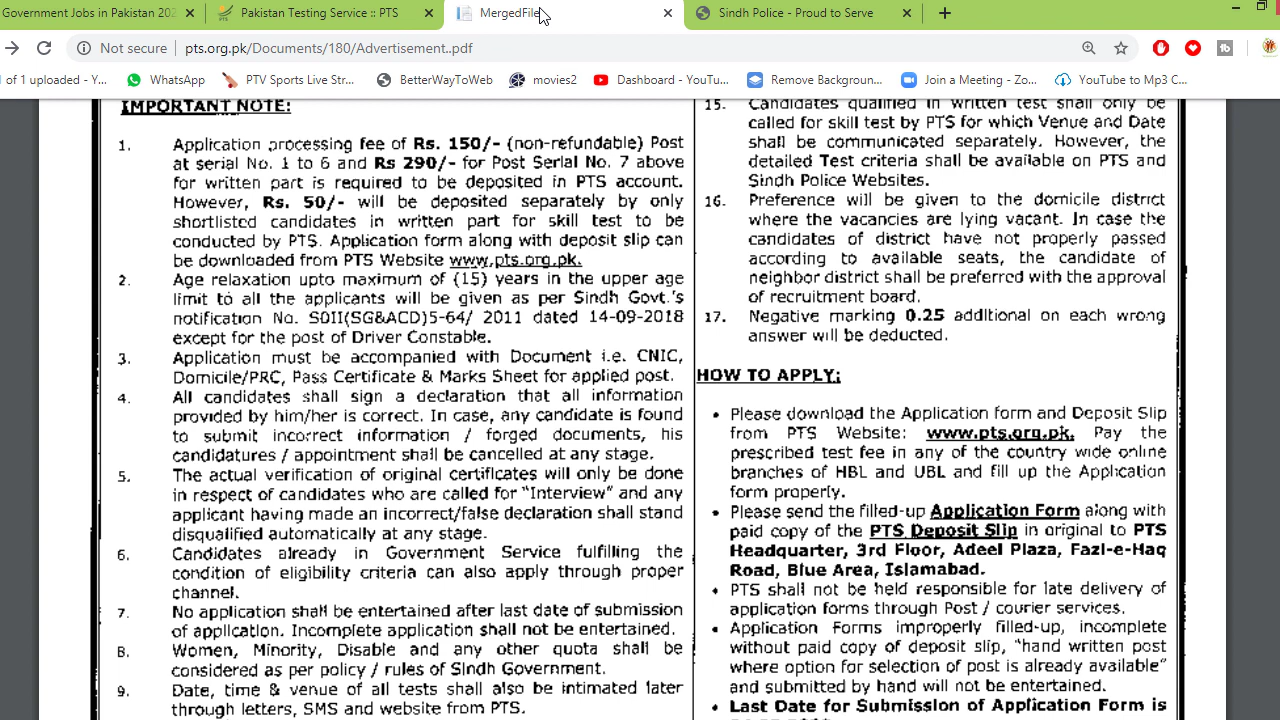 Government Jobs in Pakistan 202
Pakistan Testing Service :: PTS
MergedFile
Sindh Police - Proud to Serve
Not secure
pts.org.pk/Documents/180/Advertisement..pdf
of 1 uploaded - Y...
WhatsApp
PTV Sports Live Str...
BetterWayToWeb
movies2
Dashboard - YouTu...
Remove Backgroun...
Join a Meeting - Zo...
YouTube to Mp3 C...
IMPORTANT NOTE:
1. Application processing fee of Rs. 150/- (non-refundable) Post
at serial No. 1 to 6 and Rs 290/- for Post Serial No. 7 above
for written part is required to be deposited in PTS account.
However, Rs. 50/- will be deposited separately by only
shortlisted candidates in written part for skill test to be
conducted by PTS. Application form along with deposit slip can
be downloaded from PTS Website www.pts.org.pk.
2. Age relaxation upto maximum of (15) years in the upper age
limit to all the applicants will be given as per Sindh Govt.'s
notification No. SOII(SG&ACD)5-64/ 2011 dated 14-09-2018
except for the post of Driver Constable.
3. Application must be accompanied with Document i.e. CNIC,
Domicile/PRC, Pass Certificate & Marks Sheet for applied post.
4. All candidates shall sign a declaration that all information
provided by him/her is correct. In case, any candidate is found
to submit incorrect information / forged documents, his
candidatures / appointment shall be cancelled at any stage.
5. The actual verification of original certificates will only be done
in respect of candidates who are called for "Interview" and any
applicant having made an incorrect/false declaration shall stand
disqualified automatically at any stage.
6. Candidates already in Government Service fulfilling the
condition of eligibility criteria can also apply through proper
channel.
7. No application shall be entertained after last date of submission
of application. Incomplete application shall not be entertained.
8. Women, Minority, Disable and any other quota shall be
considered as per policy / rules of Sindh Government.
9. Date, time & venue of all tests shall also be intimated later
through letters, SMS and website from PTS.
15. Candidates qualified in written test shall only be
called for skill test by PTS for which Venue and Date
shall be communicated separately. However, the
detailed Test criteria shall be available on PTS and
Sindh Police Websites.
16. Preference will be given to the domicile district
where the vacancies are lying vacant. In case the
candidates of district have not properly passed
according to available seats, the candidate of
neighbor district shall be preferred with the approval
of recruitment board.
17. Negative marking 0.25 additional on each wrong
answer will be deducted.
HOW TO APPLY:
• Please download the Application form and Deposit Slip
from PTS Website: www.pts.org.pk. Pay the
prescribed test fee in any of the country wide online
branches of HBL and UBL and fill up the Application
form properly.
• Please send the filled-up Application Form along with
paid copy of the PTS Deposit Slip in original to PTS
Headquarter, 3rd Floor, Adeel Plaza, Fazl-e-Haq
Road, Blue Area, Islamabad.
• PTS shall not be held responsible for late delivery of
application forms through Post / courier services.
• Application Forms improperly filled-up, incomplete
without paid copy of deposit slip, "hand written post
where option for selection of post is already available"
and submitted by hand will not be entertained.
• Last Date for Submission of Application Form is